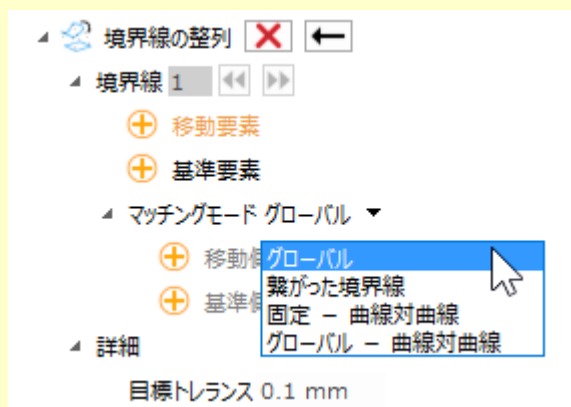 境界線の整列
境界線 1
移動要素
基準要素
マッチングモード グローバル
移動
グローバル
基準
繋がった境界線
固定 － 曲線対曲線
グローバル － 曲線対曲線
詳細
目標トレランス 0.1 mm